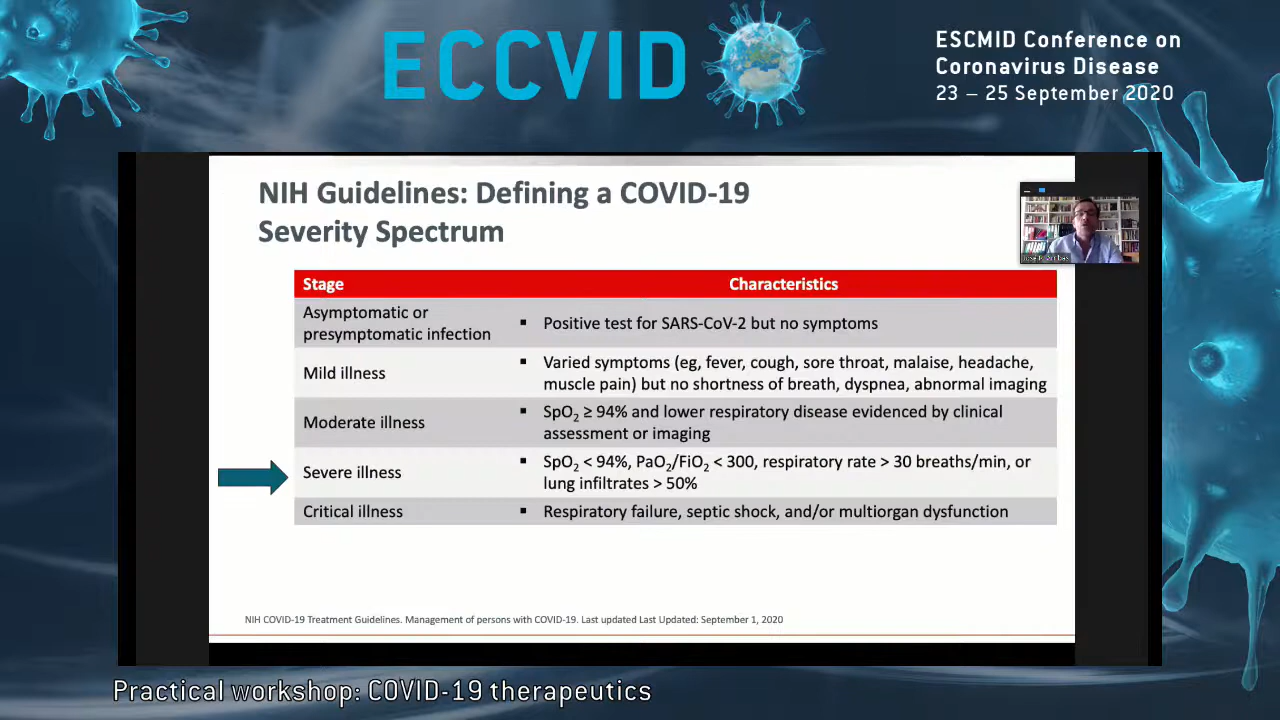 ECCVID
ESCMID Conference on
Coronavirus Disease
23 – 25 September 2020
NIH Guidelines: Defining a COVID-19
Severity Spectrum
Stage
Characteristics
Asymptomatic or
presymptomatic infection
▪ Positive test for SARS-CoV-2 but no symptoms
Mild illness
▪ Varied symptoms (eg, fever, cough, sore throat, malaise, headache,
muscle pain) but no shortness of breath, dyspnea, abnormal imaging
Moderate illness
▪ SpO₂ ≥ 94% and lower respiratory disease evidenced by clinical
assessment or imaging
Severe illness
▪ SpO₂ < 94%, PaO₂/FiO₂ < 300, respiratory rate > 30 breaths/min, or
lung infiltrates > 50%
Critical illness
▪ Respiratory failure, septic shock, and/or multiorgan dysfunction
NIH COVID-19 Treatment Guidelines. Management of persons with COVID-19. Last updated Last Updated: September 1, 2020
Practical workshop: COVID-19 therapeutics